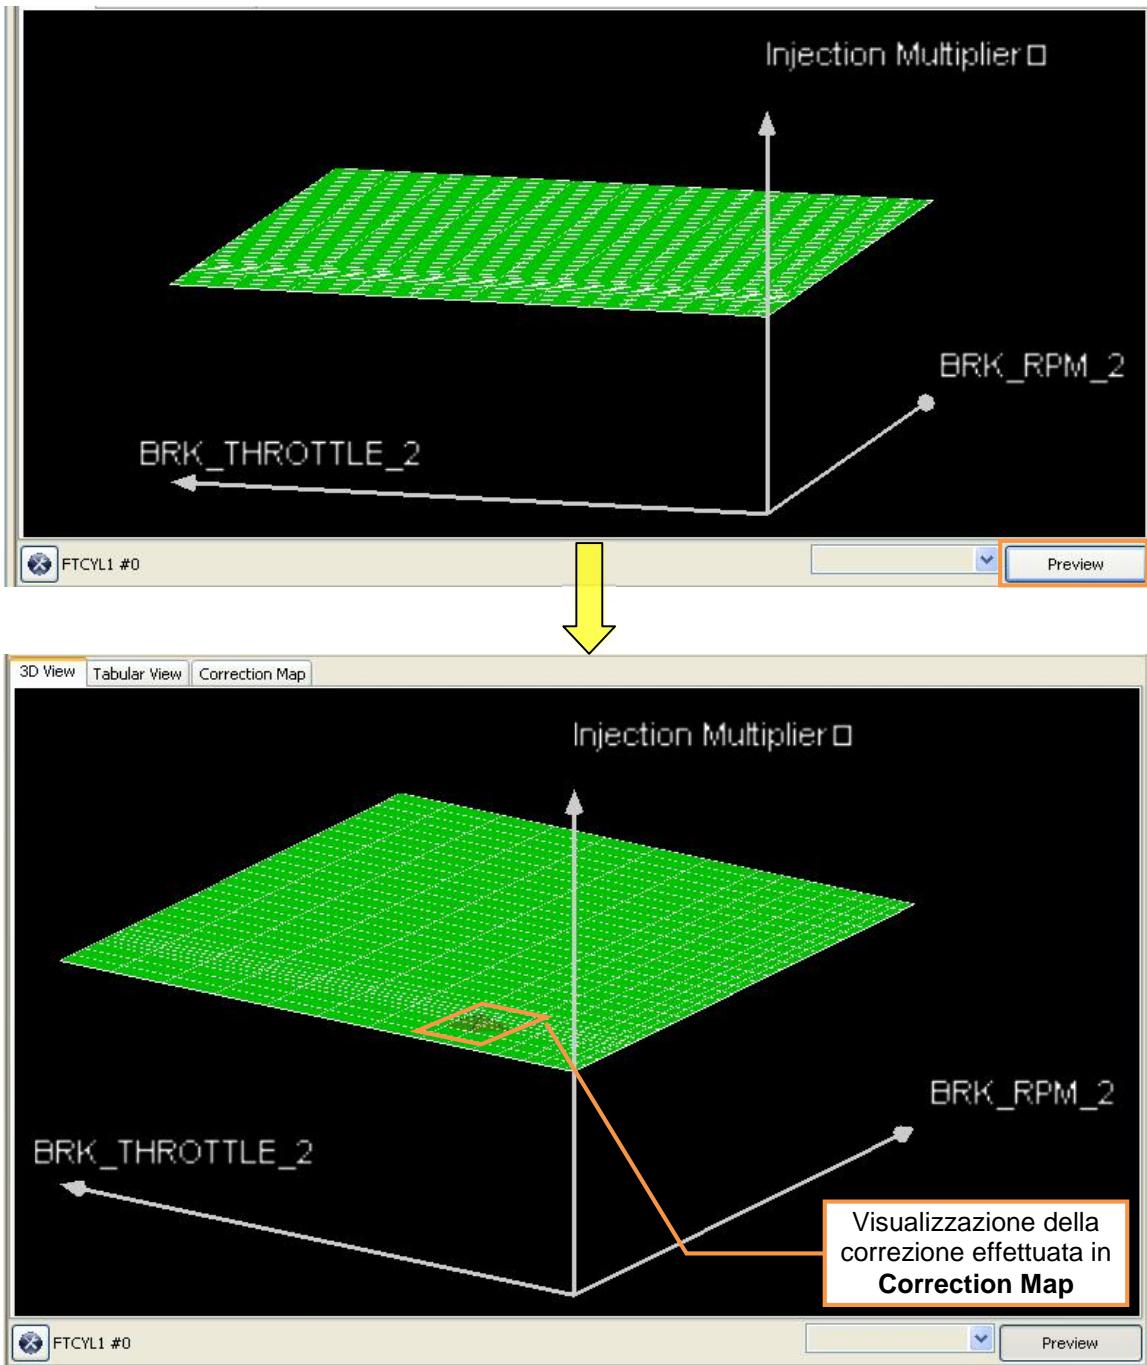 Injection Multiplier□
BRK_RPM_2
BRK_THROTTLE_2
FTCYL1 #0
Preview
3D View
Tabular View
Correction Map
Injection Multiplier□
BRK_RPM_2
BRK_THROTTLE_2
Visualizzazione della
correzione effettuata in
Correction Map
FTCYL1 #0
Preview